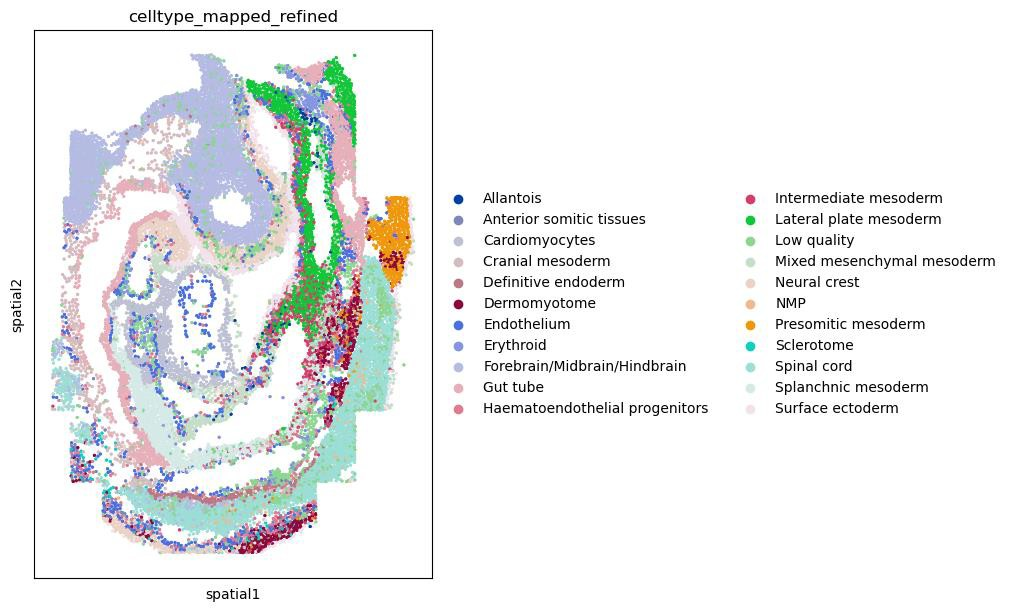 celltype_mapped_refined
spatial2
spatial1
Allantois
Anterior somitic tissues
Cardiomyocytes
Cranial mesoderm
Definitive endoderm
Dermomyotome
Endothelium
Erythroid
Forebrain/Midbrain/Hindbrain
Gut tube
Haematoendothelial progenitors
Intermediate mesoderm
Lateral plate mesoderm
Low quality
Mixed mesenchymal mesoderm
Neural crest
NMP
Presomitic mesoderm
Sclerotome
Spinal cord
Splanchnic mesoderm
Surface ectoderm